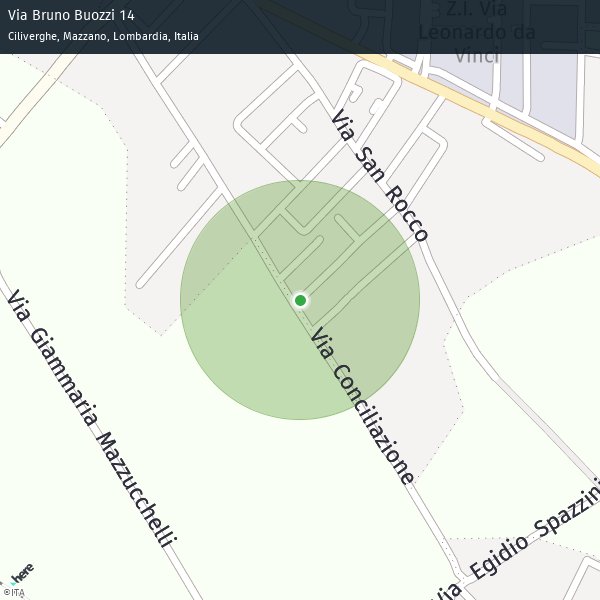 Via Bruno Buozzi 14
Ciliverghe, Mazzano, Lombardia, Italia
Z.I. Via
Leonardo da
Vinci
Via San Rocco
Via Giammaria Mazzucchelli
Via Conciliazione
Via Egidio Spazzini
here
©ITA